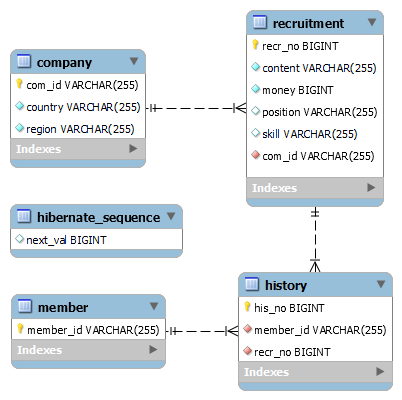 recruitment
recr_no BIGINT
content VARCHAR(255)
money BIGINT
position VARCHAR(255)
skill VARCHAR(255)
com_id VARCHAR(255)
Indexes
company
com_id VARCHAR(255)
country VARCHAR(255)
region VARCHAR(255)
Indexes
hibernate_sequence
next_val BIGINT
member
member_id VARCHAR(255)
Indexes
history
his_no BIGINT
member_id VARCHAR(255)
recr_no BIGINT
Indexes